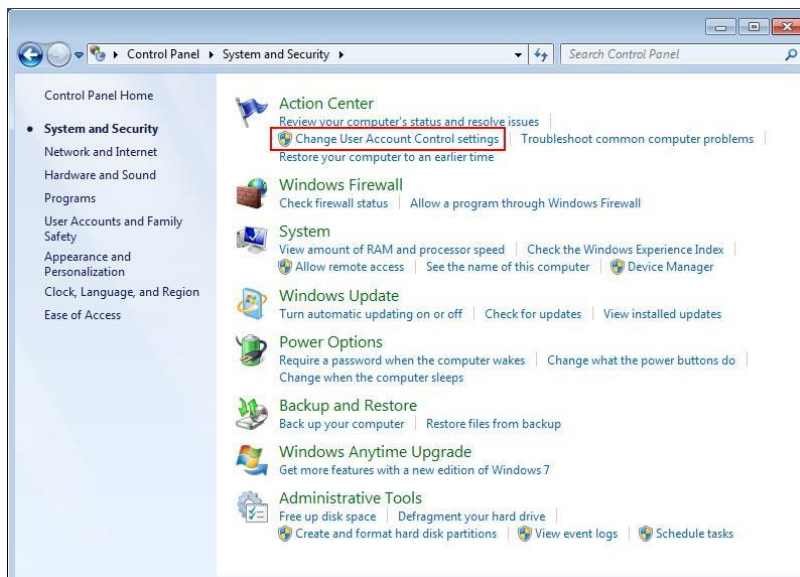 Control Panel System and Security Search Control Panel
Control Panel Home
System and Security
Network and Internet
Hardware and Sound
Programs
User Accounts and Family
Safety
Appearance and
Personalization
Clock, Language, and Region
Ease of Access
Action Center
Review your computer's status and resolve issues
Change User Account Control settings Troubleshoot common computer problems
Restore your computer to an earlier time
Windows Firewall
Check firewall status Allow a program through Windows Firewall
System
View amount of RAM and processor speed Check the Windows Experience Index
Allow remote access See the name of this computer Device Manager
Windows Update
Turn automatic updating on or off Check for updates View installed updates
Power Options
Require a password when the computer wakes Change what the power buttons do
Change when the computer sleeps
Backup and Restore
Back up your computer Restore files from backup
Windows Anytime Upgrade
Get more features with a new edition of Windows 7
Administrative Tools
Free up disk space Defragment your hard drive
Create and format hard disk partitions View event logs Schedule tasks